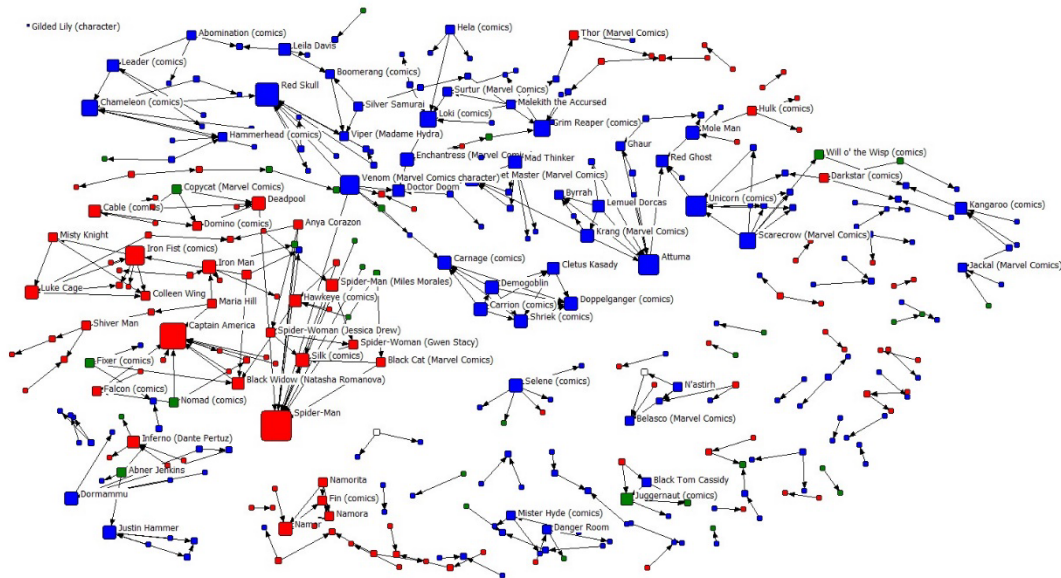 Gilded Lily (character)
Abomination (comics)
Hela (comics)
Thor (Marvel Comics)
Leila Davis
Leader (comics)
Boomerang (comics)
Red Skull
Surtur (Marvel Comics)
Chameleon (comics)
Silver Samurai
Malekith the Accursed
Hulk (comics)
Loki (comics)
Grim Reaper (comics)
Mole Man
Hammerhead (comics)
Viper (Madame Hydra)
Ghaur
Will o' the Wisp (comics)
Enchantress (Marvel
Mad Thinker
Red Ghost
et Master (Marvel Comics)
Darkstar (comics)
Venom (Marvel Comics character)
Doctor Doom
Copycat (Marvel Comics)
Byrrah
Unicorn (comics)
Deadpool
Lemuel Dorcas
Kangaroo (comics)
Cable (comics)
Domino (comics)
Anya Corazon
Krang (Marvel Comics)
Misty Knight
Scarecrow (Marvel Comics)
Iron Fist (comics)
Carnage (comics)
Attuma
Iron Man
Cletus Kasady
Jackal (Marvel Comics)
Spider-Man (Miles Morales)
Demogoblin
Luke Cage
Colleen Wing
Maria Hill
Hawkeye (comics)
Carrion (comics)
Doppelganger (comics)
Shriek (comics)
Shiver Man
Captain America
Spider-Woman (Jessica Drew)
Spider-Woman (Gwen Stacy)
Fixer (comics)
Silk (comics)
Black Cat (Marvel Comics)
Black Widow (Natasha Romanova)
Selene (comics)
N'astirh
Falcon (comics)
Nomad (comics)
Spider-Man
Belasco (Marvel Comics)
Inferno (Dante Pertuz)
Abner Jenkins
Namorita
Black Tom Cassidy
Dormammu
Fin (comics)
Juggernaut (comics)
Namora
Mister Hyde (comics)
Justin Hammer
Namor
Danger Room